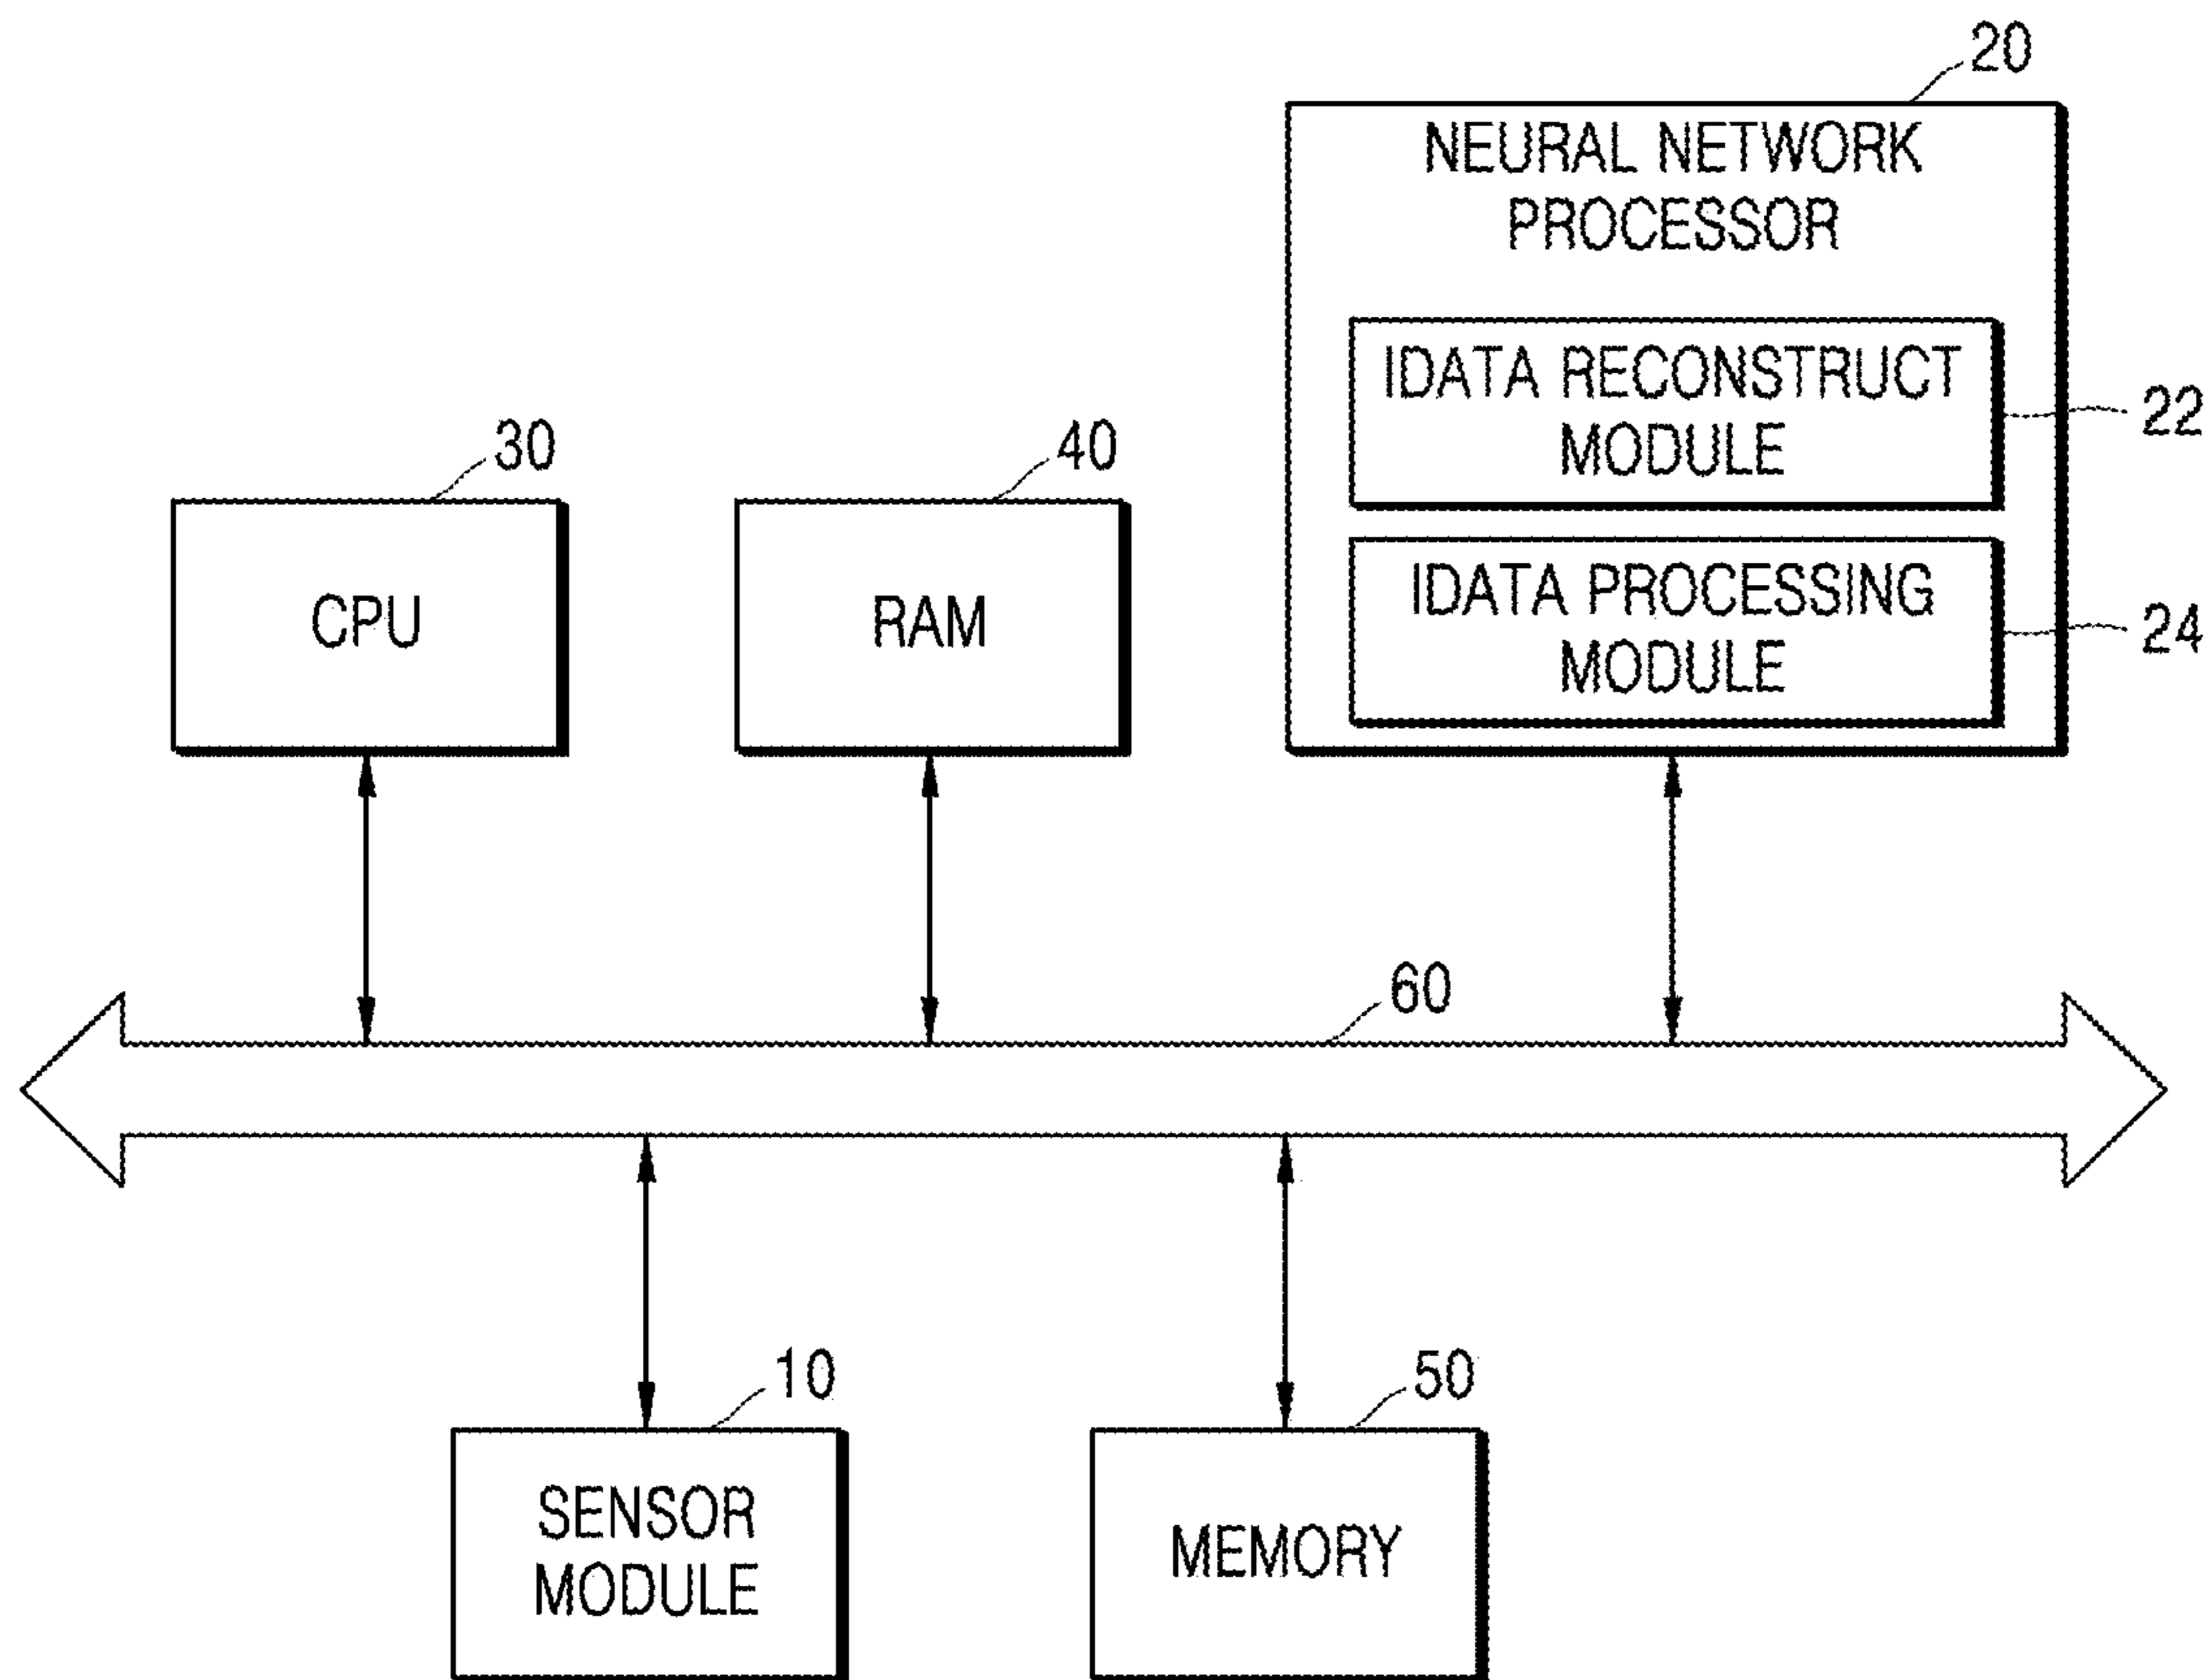 20
NEURAL NETWORK
PROCESSOR
IDATA RECONSTRUCT
MODULE
22
IDATA PROCESSING
MODULE
24
30
CPU
40
RAM
60
10
SENSOR
MODULE
50
MEMORY